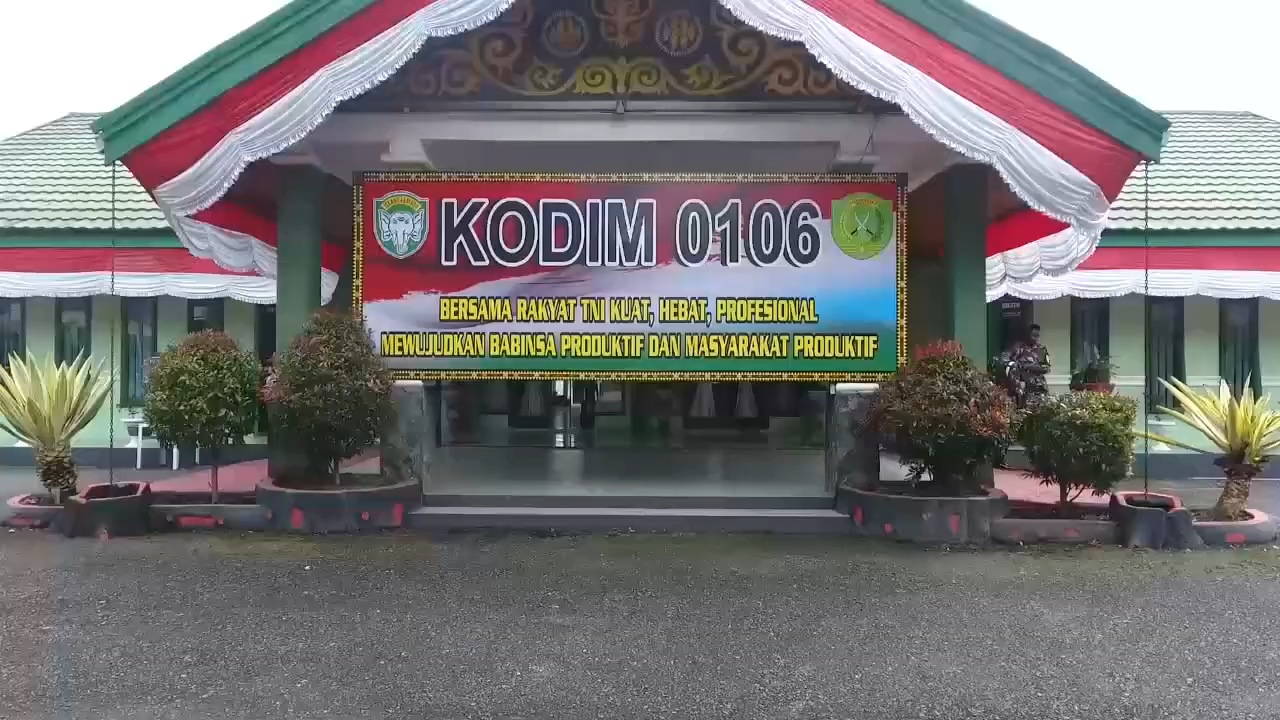 KODIM 0106
BERSAMA RAKYAT TNI KUAT, HEBAT, PROFESIONAL
MEWUJUDKAN BABINSA PRODUKTIF DAN MASYARAKAT PRODUKTIF